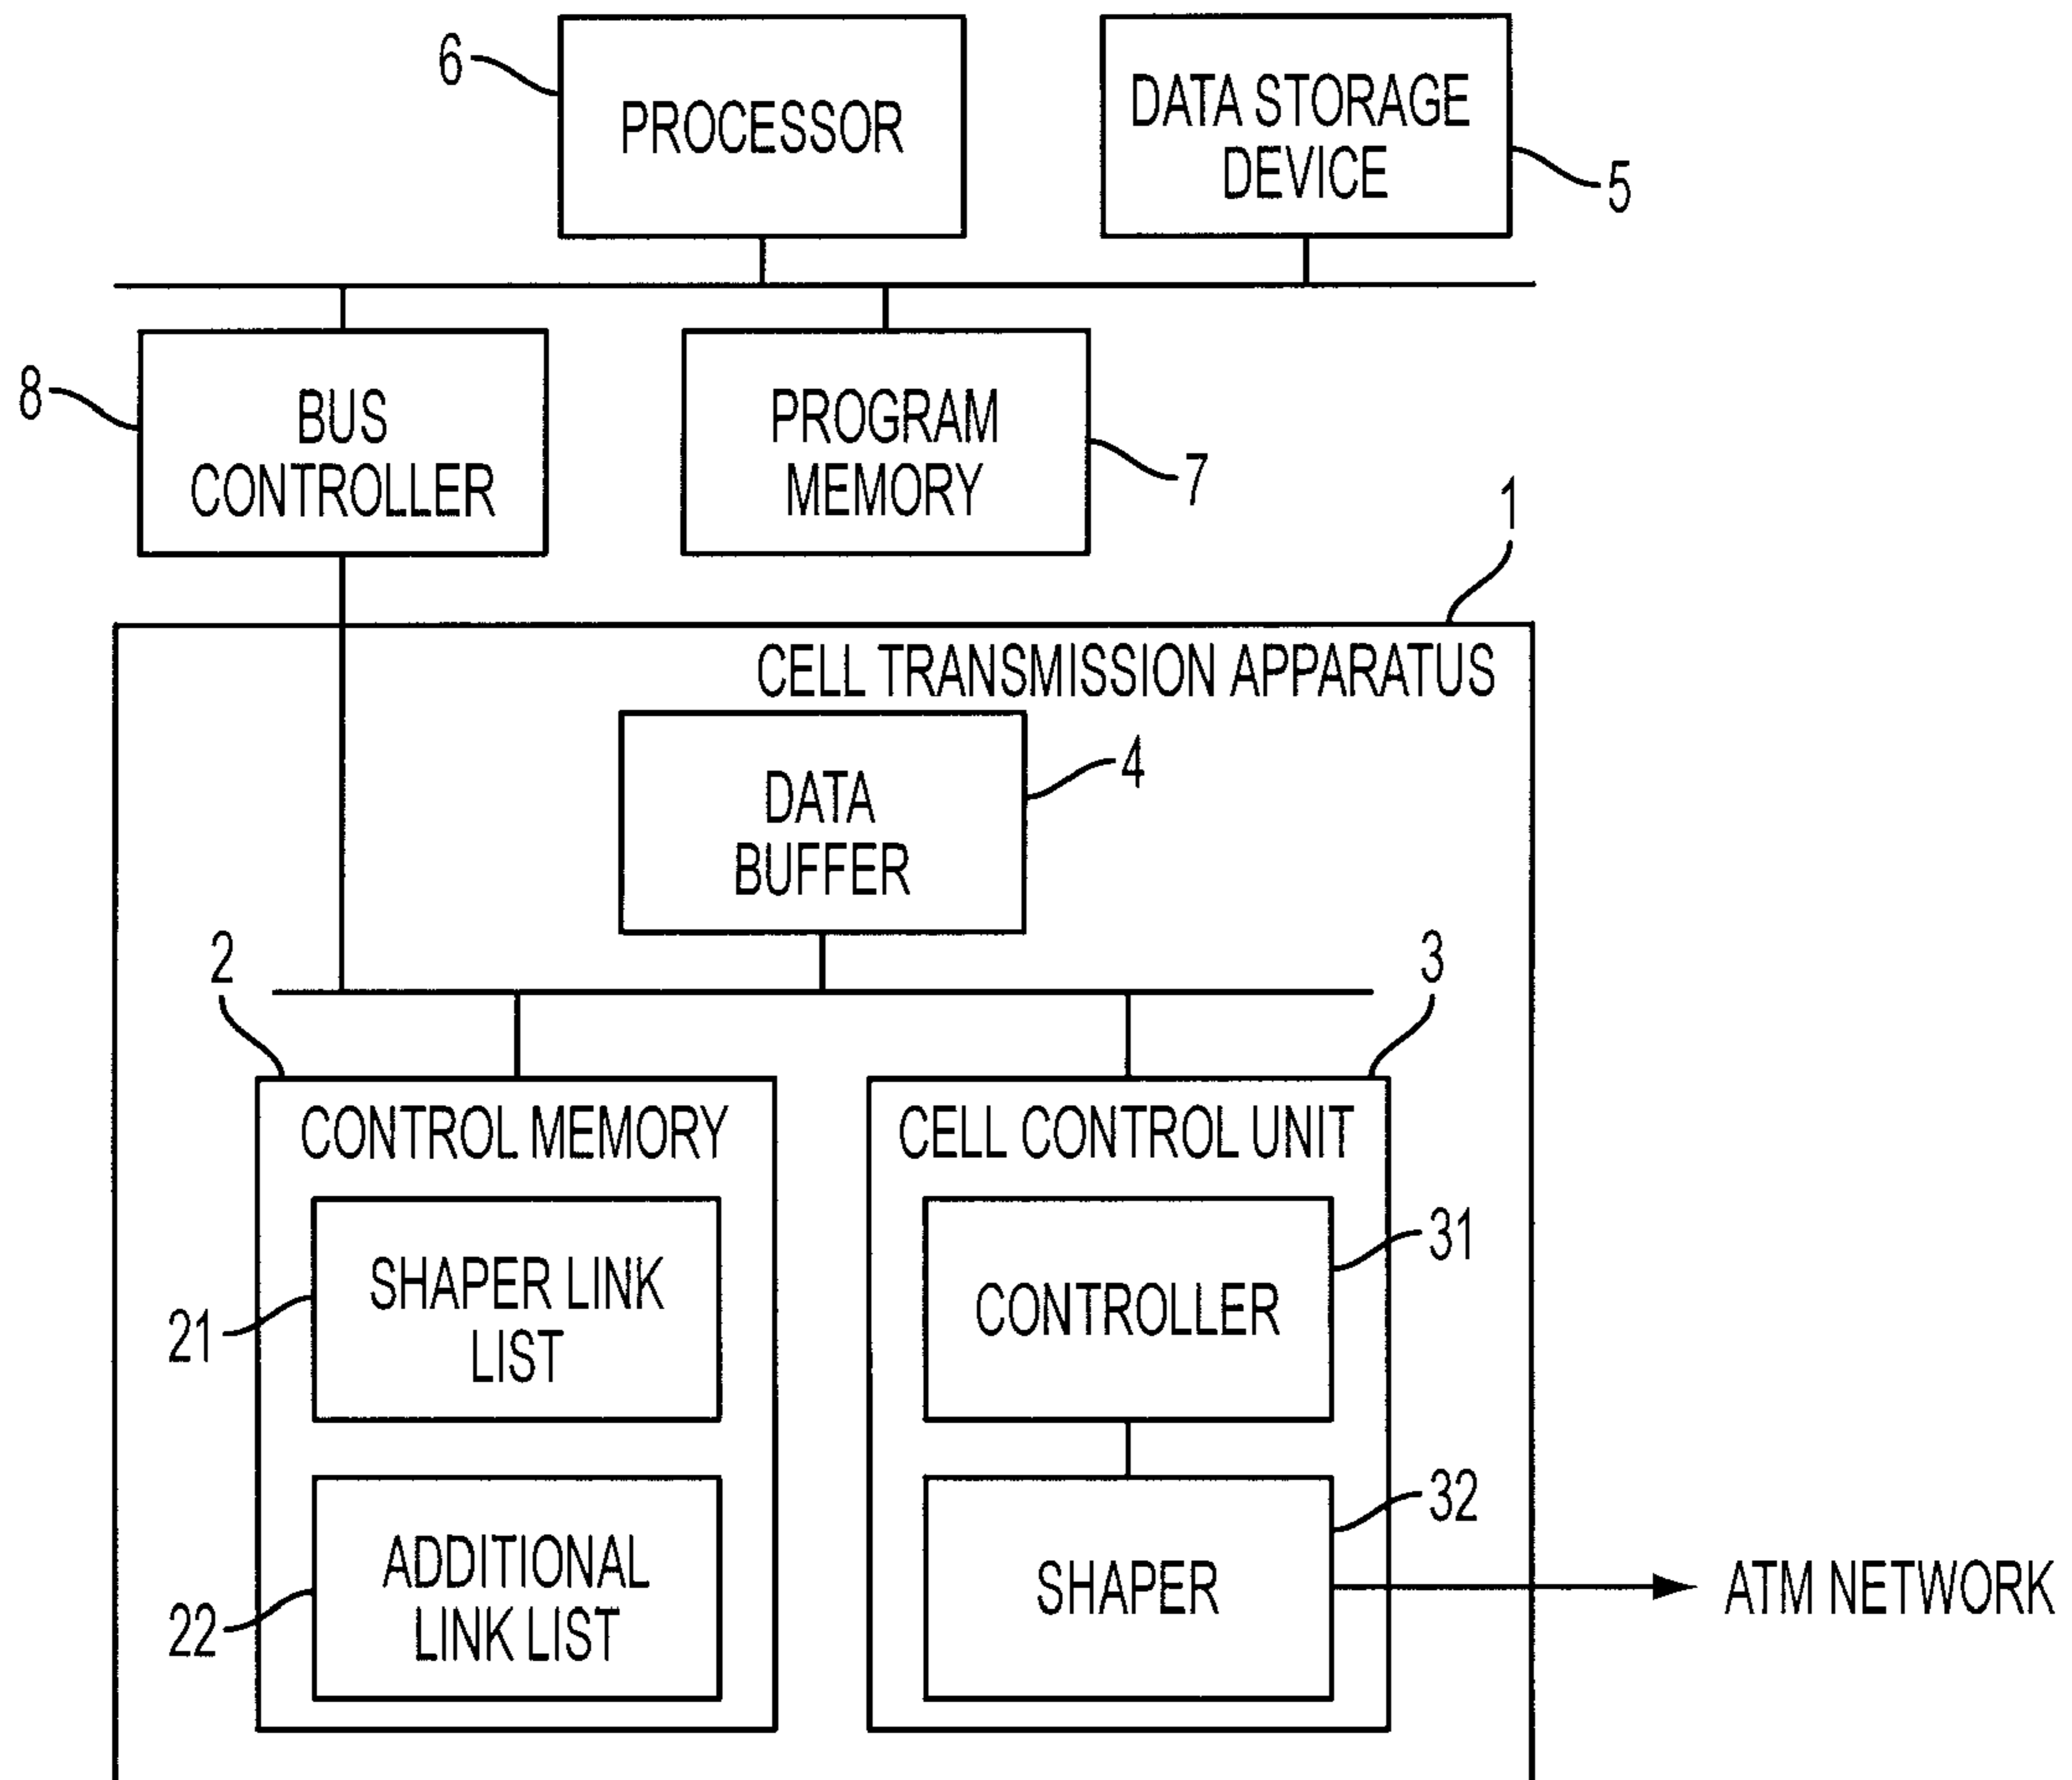 6
PROCESSOR
DATA STORAGE
DEVICE
5
8
BUS
CONTROLLER
PROGRAM
MEMORY
7
1
CELL TRANSMISSION APPARATUS
DATA
BUFFER
4
2
3
CONTROL MEMORY
CELL CONTROL UNIT
21
SHAPER LINK
LIST
CONTROLLER
31
22
ADDITIONAL
LINK LIST
SHAPER
32
ATM NETWORK